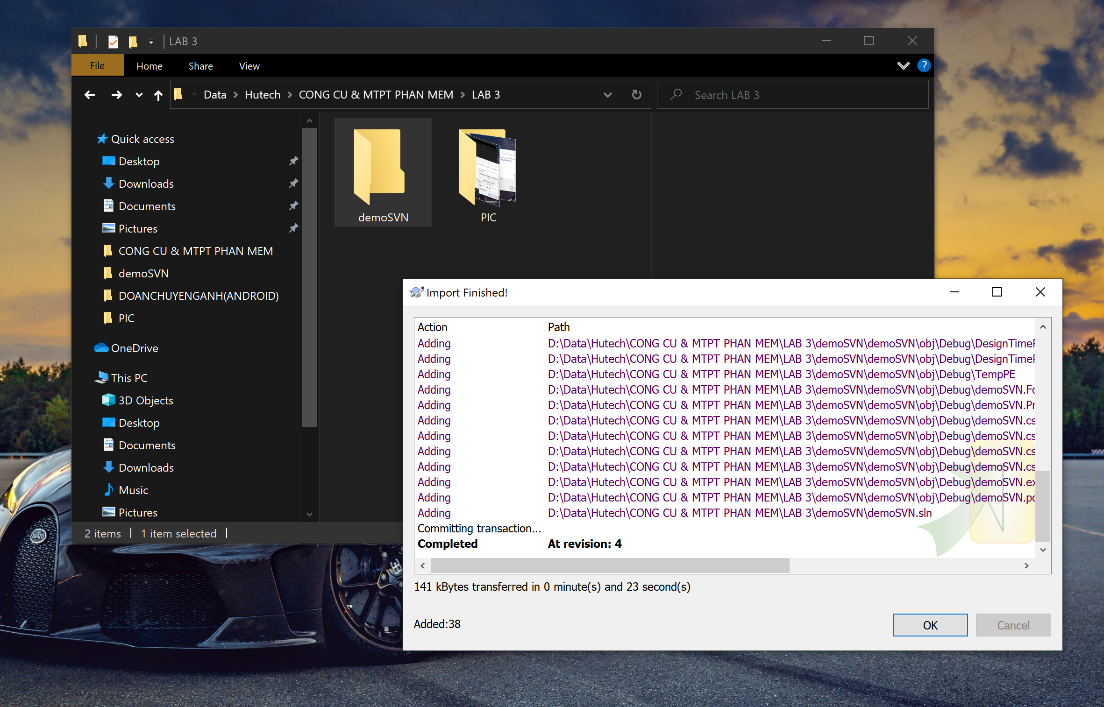 LAB 3
File Home Share View
Data > Hutech > CONG CU & MTPT PHAN MEM > LAB 3
Search LAB 3
Quick access
Desktop
Downloads
Documents
Pictures
CONG CU & MTPT PHAN MEM
demoSVN
DOANCHUYENGANH(ANDROID)
PIC
OneDrive
This PC
3D Objects
Desktop
Documents
Downloads
Music
Pictures
demoSVN
PIC
2 items 1 item selected
Import Finished!
Action Path
Adding D:\Data\Hutech\CONG CU & MTPT PHAN MEM\LAB 3\demoSVN\demoSVN\obj\Debug\DesignTimeR
Adding D:\Data\Hutech\CONG CU & MTPT PHAN MEM\LAB 3\demoSVN\demoSVN\obj\Debug\DesignTimeR
Adding D:\Data\Hutech\CONG CU & MTPT PHAN MEM\LAB 3\demoSVN\demoSVN\obj\Debug\TempPE
Adding D:\Data\Hutech\CONG CU & MTPT PHAN MEM\LAB 3\demoSVN\demoSVN\obj\Debug\demoSVN.Fo
Adding D:\Data\Hutech\CONG CU & MTPT PHAN MEM\LAB 3\demoSVN\demoSVN\obj\Debug\demoSVN.Pr
Adding D:\Data\Hutech\CONG CU & MTPT PHAN MEM\LAB 3\demoSVN\demoSVN\obj\Debug\demoSVN.cs
Adding D:\Data\Hutech\CONG CU & MTPT PHAN MEM\LAB 3\demoSVN\demoSVN\obj\Debug\demoSVN.cs
Adding D:\Data\Hutech\CONG CU & MTPT PHAN MEM\LAB 3\demoSVN\demoSVN\obj\Debug\demoSVN.cs
Adding D:\Data\Hutech\CONG CU & MTPT PHAN MEM\LAB 3\demoSVN\demoSVN\obj\Debug\demoSVN.cs
Adding D:\Data\Hutech\CONG CU & MTPT PHAN MEM\LAB 3\demoSVN\demoSVN\obj\Debug\demoSVN.ex
Adding D:\Data\Hutech\CONG CU & MTPT PHAN MEM\LAB 3\demoSVN\demoSVN\obj\Debug\demoSVN.pd
Adding D:\Data\Hutech\CONG CU & MTPT PHAN MEM\LAB 3\demoSVN\demoSVN.sln
Committing transaction...
Completed At revision: 4
141 kBytes transferred in 0 minute(s) and 23 second(s)
Added:38
OK Cancel